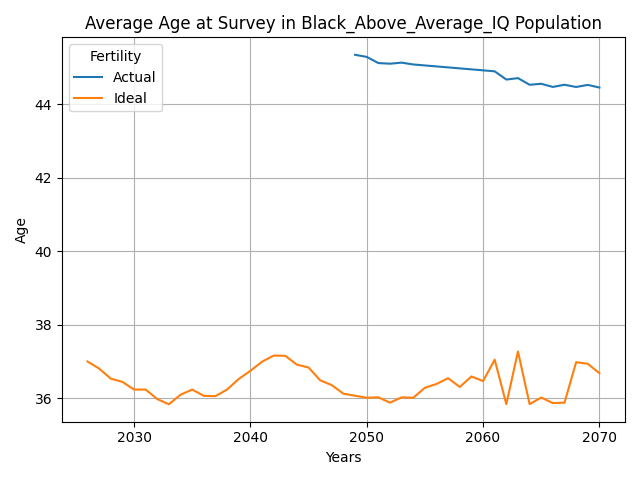 Average Age at Survey in Black_Above_Average_IQ Population
Fertility
Actual
Ideal
Age
44
42
40
38
36
2030 2040 2050 2060 2070
Years